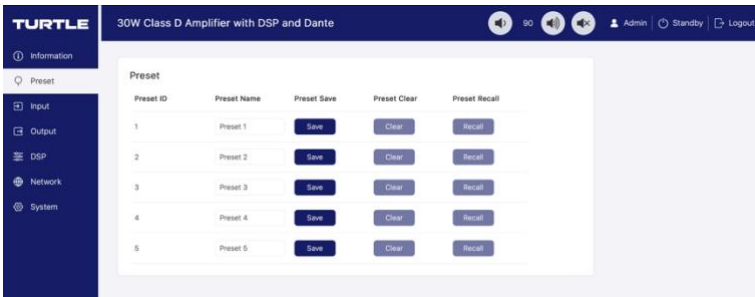 TURTLE
30W Class D Amplifier with DSP and Dante
90
Admin
Standby
Logout
Information
Preset
Input
Output
DSP
Network
System
Preset
Preset ID Preset Name Preset Save Preset Clear Preset Recall
1 Preset 1 Save Clear Recall
2 Preset 2 Save Clear Recall
3 Preset 3 Save Clear Recall
4 Preset 4 Save Clear Recall
5 Preset 5 Save Clear Recall